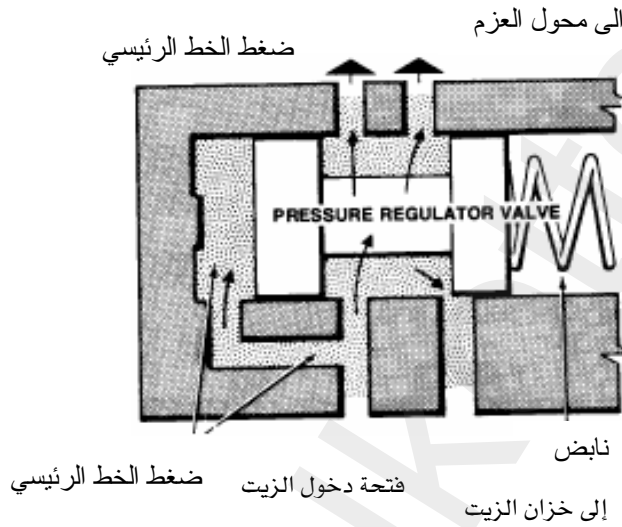 الى محول العزم
ضغط الخط الرئيسي
PRESSURE REGULATOR VALVE
نابض
ضغط الخط الرئيسي
فتحة دخول الزيت
إلى خزان الزيت